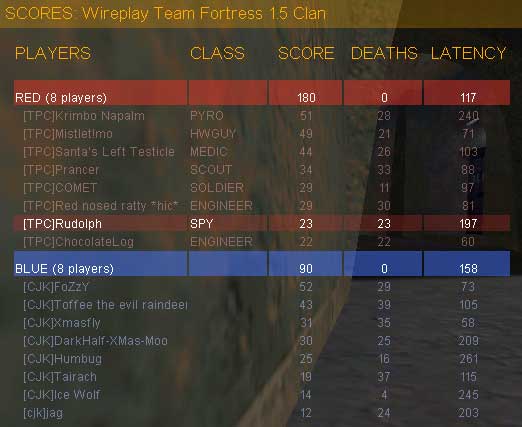 SCORES: Wireplay Team Fortress 1.5 Clan
PLAYERS CLASS SCORE DEATHS LATENCY
RED (8 players) 180 0 117
[TPC]Krimbo Napalm PYRO 51 28 240
[TPC]Mistlet!mo HWGUY 49 21 71
[TPC]Santa's Left Testicle MEDIC 44 26 103
[TPC]Prancer SCOUT 34 33 88
[TPC]COMET SOLDIER 29 11 97
[TPC]Red nosed ratty *hic* ENGINEER 29 30 81
[TPC]Rudolph SPY 23 23 197
[TPC]ChocolateLog ENGINEER 22 22 60
BLUE (8 players) 90 0 158
[CJK]FoZzY 52 29 73
[CJK]Toffee the evil raindeer 43 39 105
[CJK]Xmasfly 31 35 58
[CJK]DarkHalf-XMas-Moo 30 25 209
[CJK]Humbug 25 16 261
[CJK]Tairach 19 37 115
[CJK]Ice Wolf 14 4 245
[cjk]jag 12 24 203